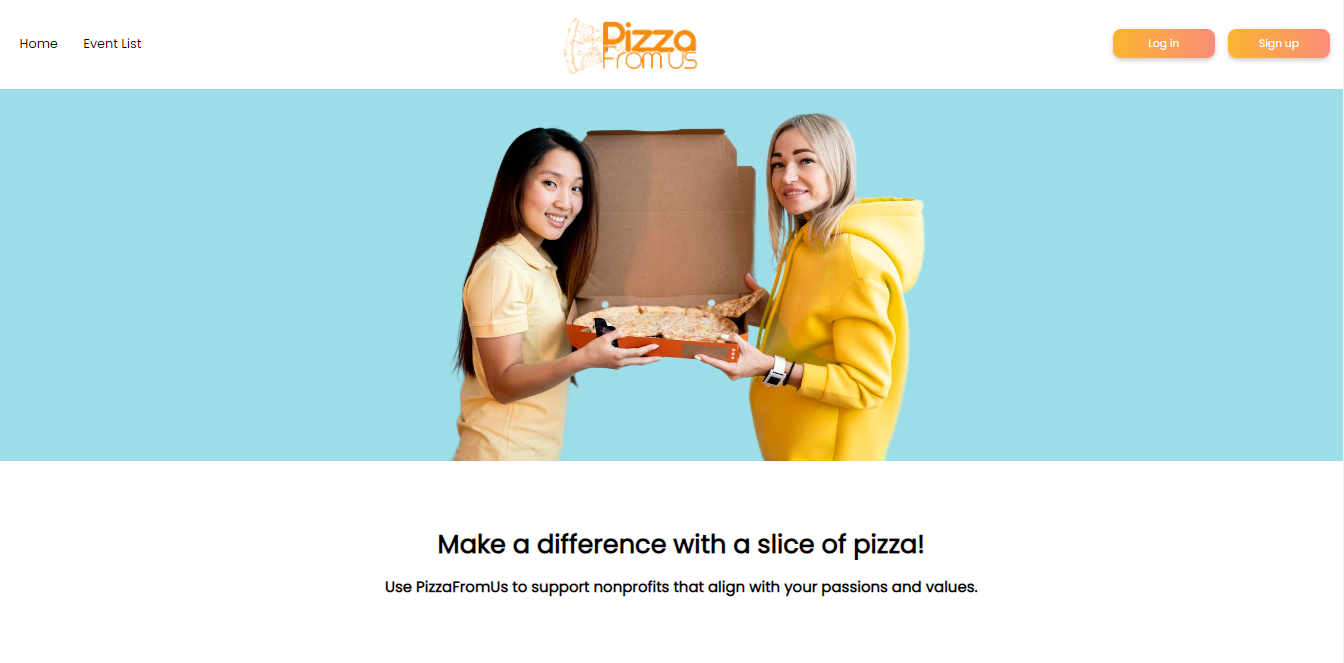 Home
Event List
Pizza
From Us
Log in
Sign up
Make a difference with a slice of pizza!
Use PizzaFromUs to support nonprofits that align with your passions and values.